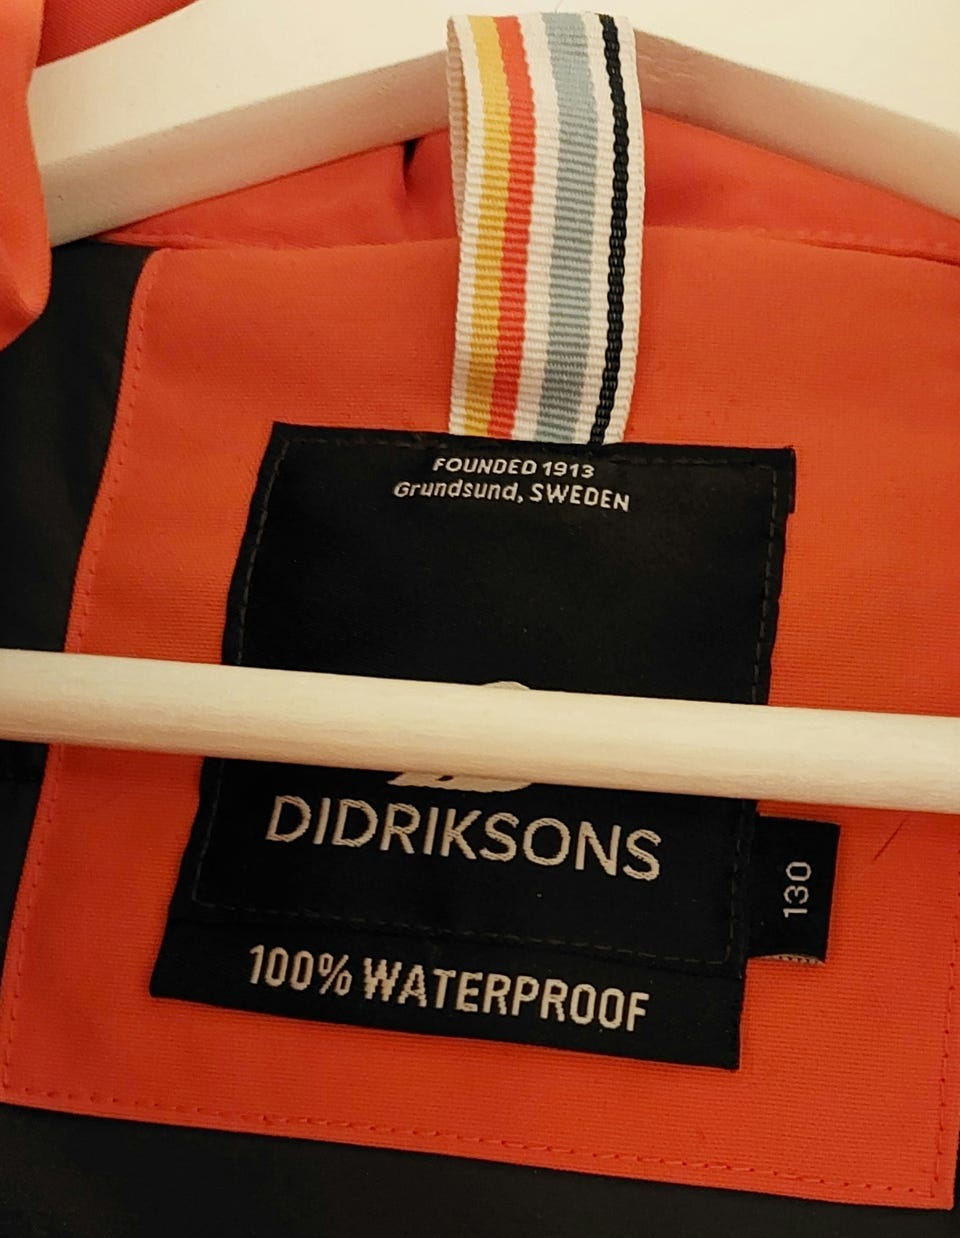 FOUNDED 1913
Grundsund, SWEDEN
DIDRIKSONS
130
100% WATERPROOF